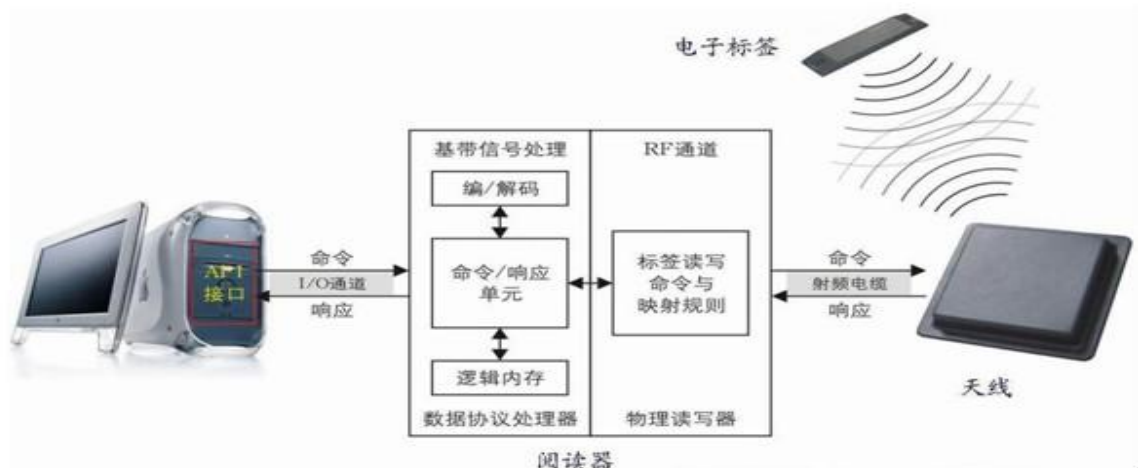 电子标签
基带信号处理
RF通道
编/解码
API
接口
命令
I/O通道
响应
命令/响应
单元
标签读写
命令与
映射规则
命令
射频电缆
响应
逻辑内存
天线
数据协议处理器
物理读写器
阅读器